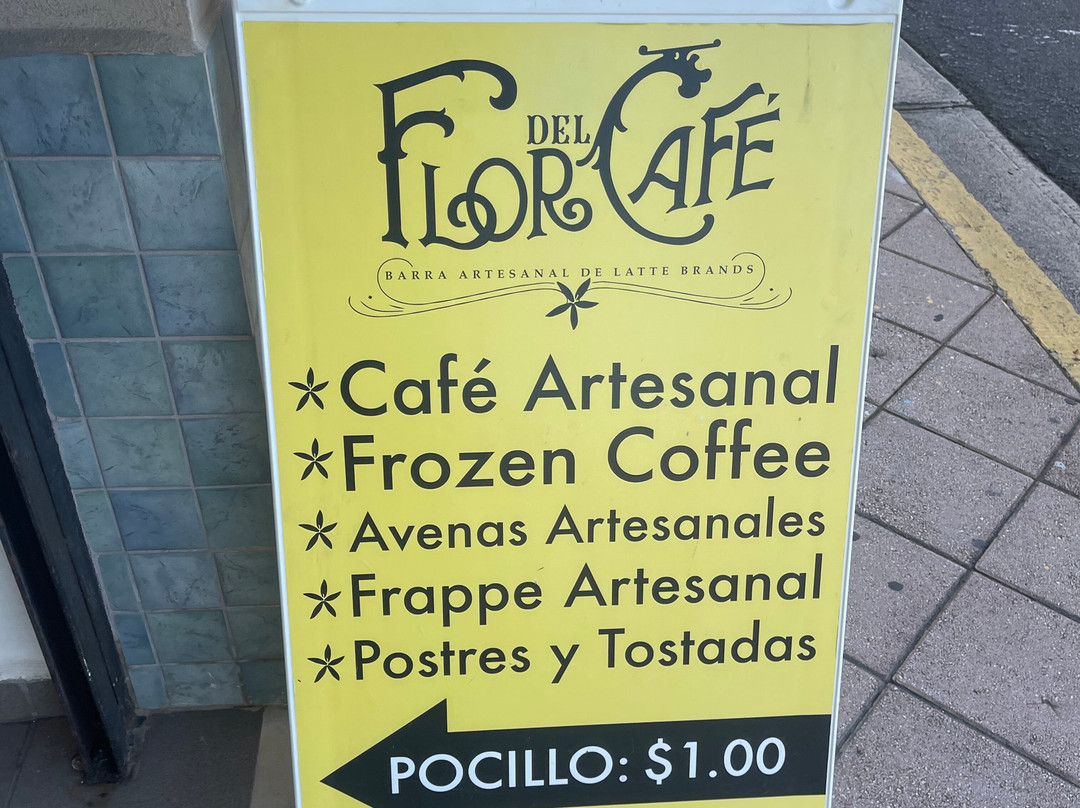 FLOR DEL CAFÉ
BARRA ARTESANAL DE LATTE BRANDS
Café Artesanal
Frozen Coffee
Avenas Artesanales
Frappe Artesanal
Postres y Tostadas
POCILLO: $1.00